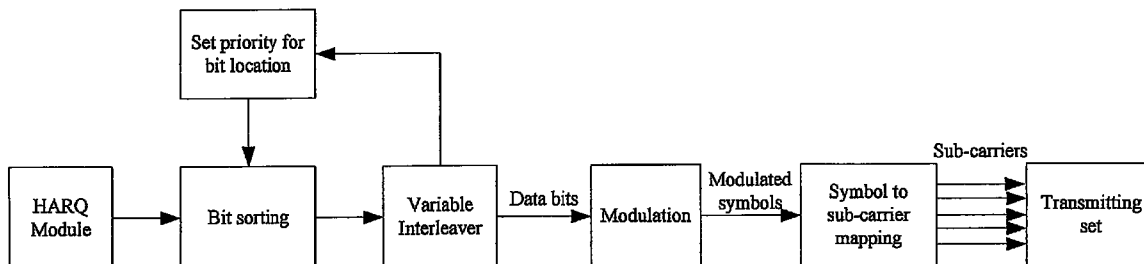 Set priority for
bit location
HARQ
Module
Bit sorting
Variable
Interleaver
Data bits
Modulation
Modulated
symbols
Symbol to
sub-carrier
mapping
Sub-carriers
Transmitting
set